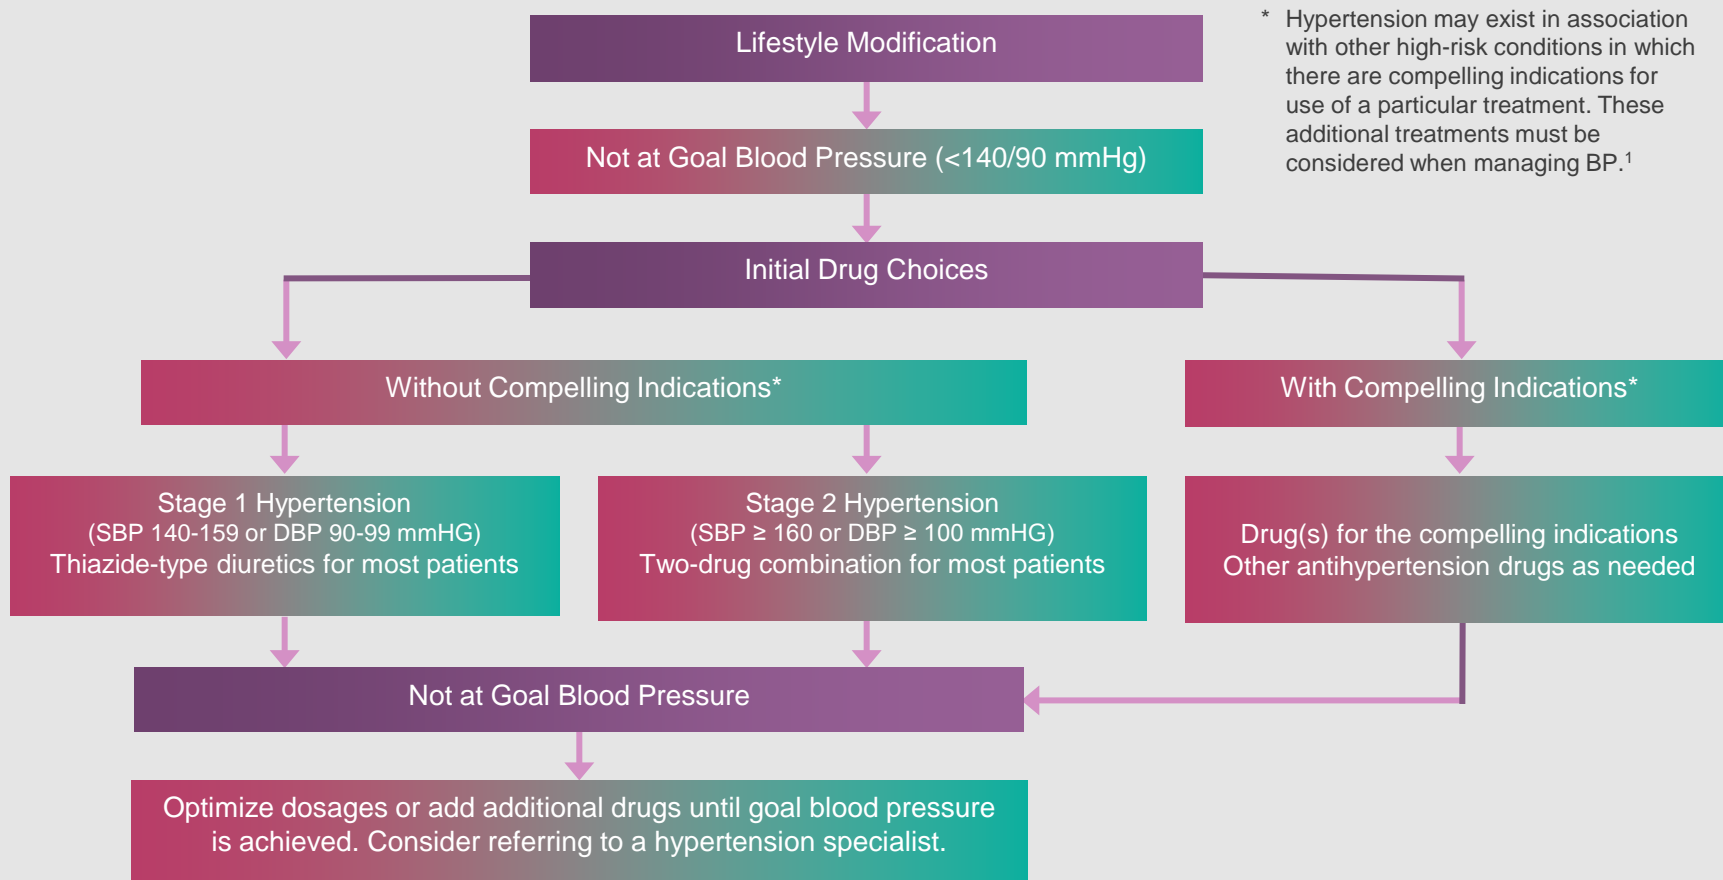 Lifestyle Modification
* Hypertension may exist in association
with other high-risk conditions in which
there are compelling indications for
use of a particular treatment. These
additional treatments must be
considered when managing BP.¹
Not at Goal Blood Pressure (<140/90 mmHg)
Initial Drug Choices
Without Compelling Indications*
With Compelling Indications*
Stage 1 Hypertension
(SBP 140-159 or DBP 90-99 mmHG)
Thiazide-type diuretics for most patients
Stage 2 Hypertension
(SBP ≥ 160 or DBP ≥ 100 mmHG)
Two-drug combination for most patients
Drug(s) for the compelling indications
Other antihypertension drugs as needed
Not at Goal Blood Pressure
Optimize dosages or add additional drugs until goal blood pressure
is achieved. Consider referring to a hypertension specialist.